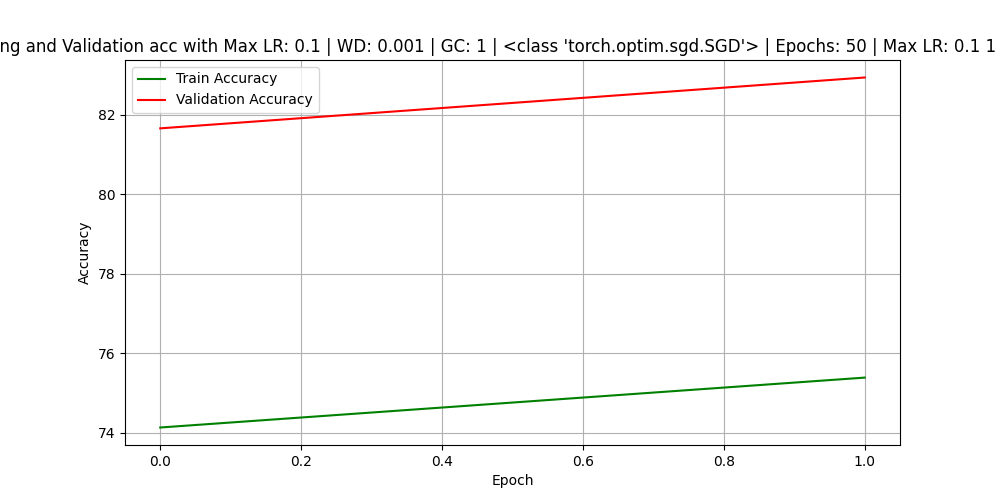 ng and Validation acc with Max LR: 0.1 | WD: 0.001 | GC: 1 | <class 'torch.optim.sgd.SGD'> | Epochs: 50 | Max LR: 0.1 1
Train Accuracy
Validation Accuracy
82
80
78
76
74
Accuracy
0.0 0.2 0.4 0.6 0.8 1.0
Epoch